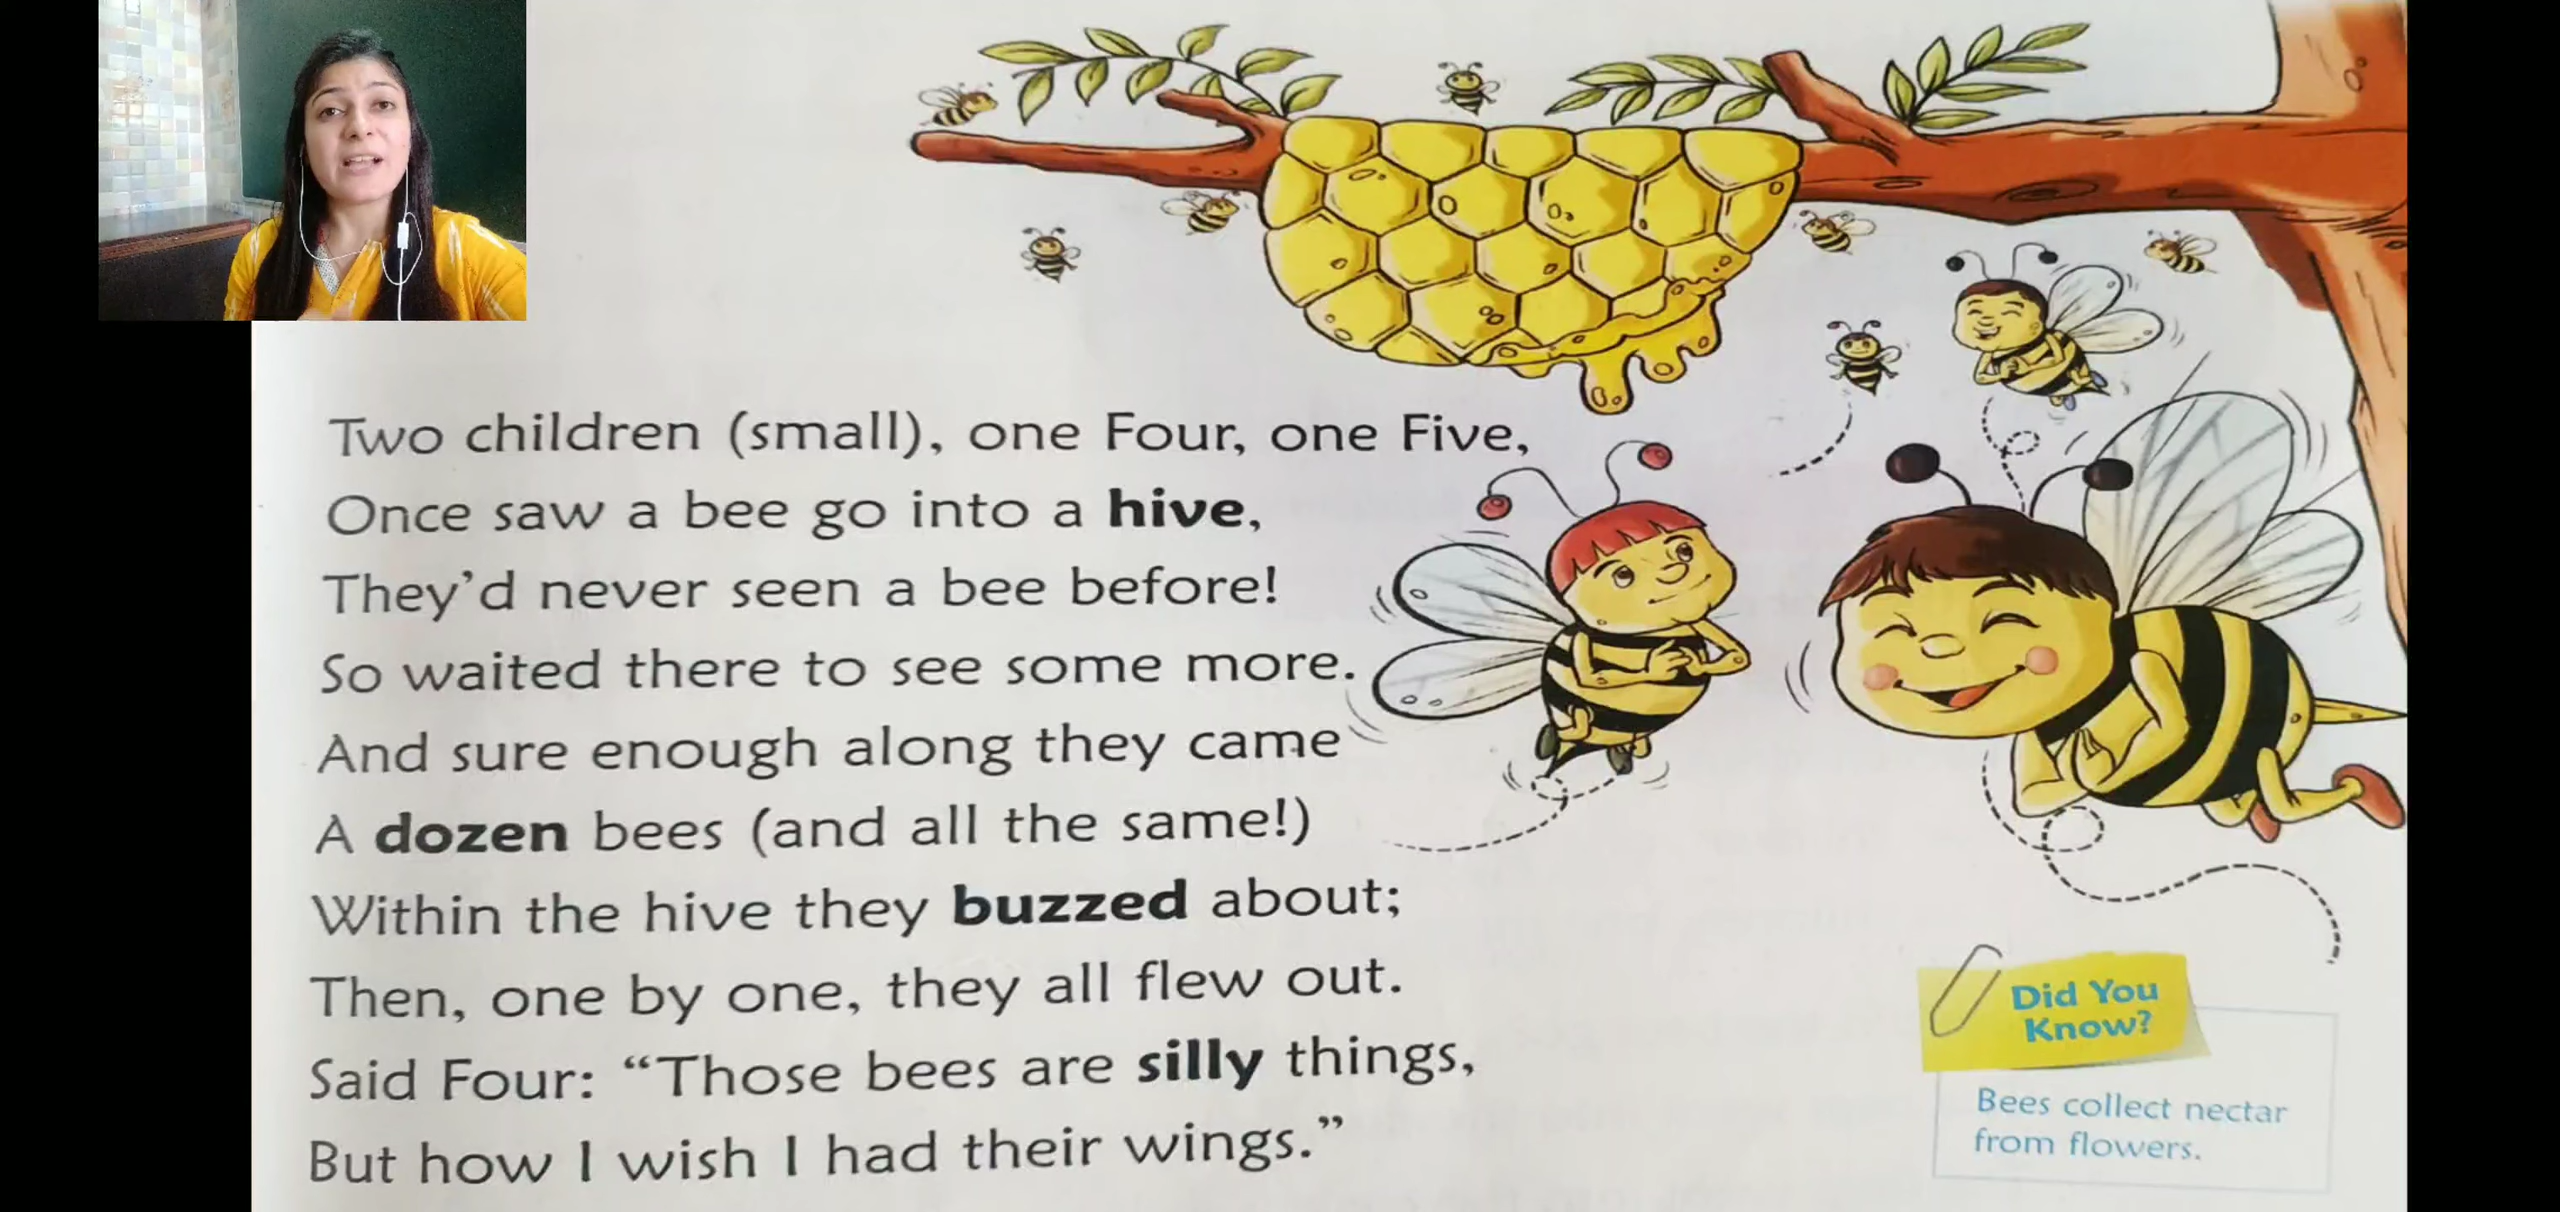 Two children (small), one Four, one Five,
Once saw a bee go into a hive,
They'd never seen a bee before!
So waited there to see some more.
And sure enough along they came
A dozen bees (and all the same!)
Within the hive they buzzed about;
Then, one by one, they all flew out.
Said Four: “Those bees are silly things,
But how I wish I had their wings.”
Did You
Know?
Bees collect nectar
from flowers.